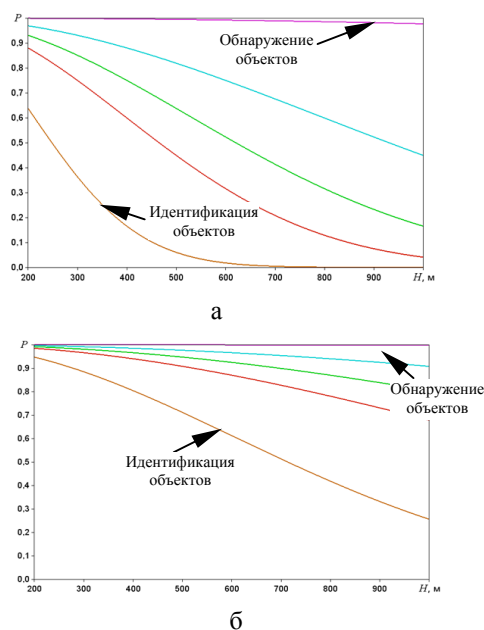 P
Обнаружение
объектов
0,9
0,8
0,7
0,6
0,5
0,4
0,3
0,2
0,1
0,0
Идентификация
объектов
200 300 400 500 600 700 800 900 H, м
а
P
0,9
0,8
0,7
0,6
0,5
0,4
0,3
0,2
0,1
0,0
Обнаружение
объектов
Идентификация
объектов
200 300 400 500 600 700 800 900 H, м
б